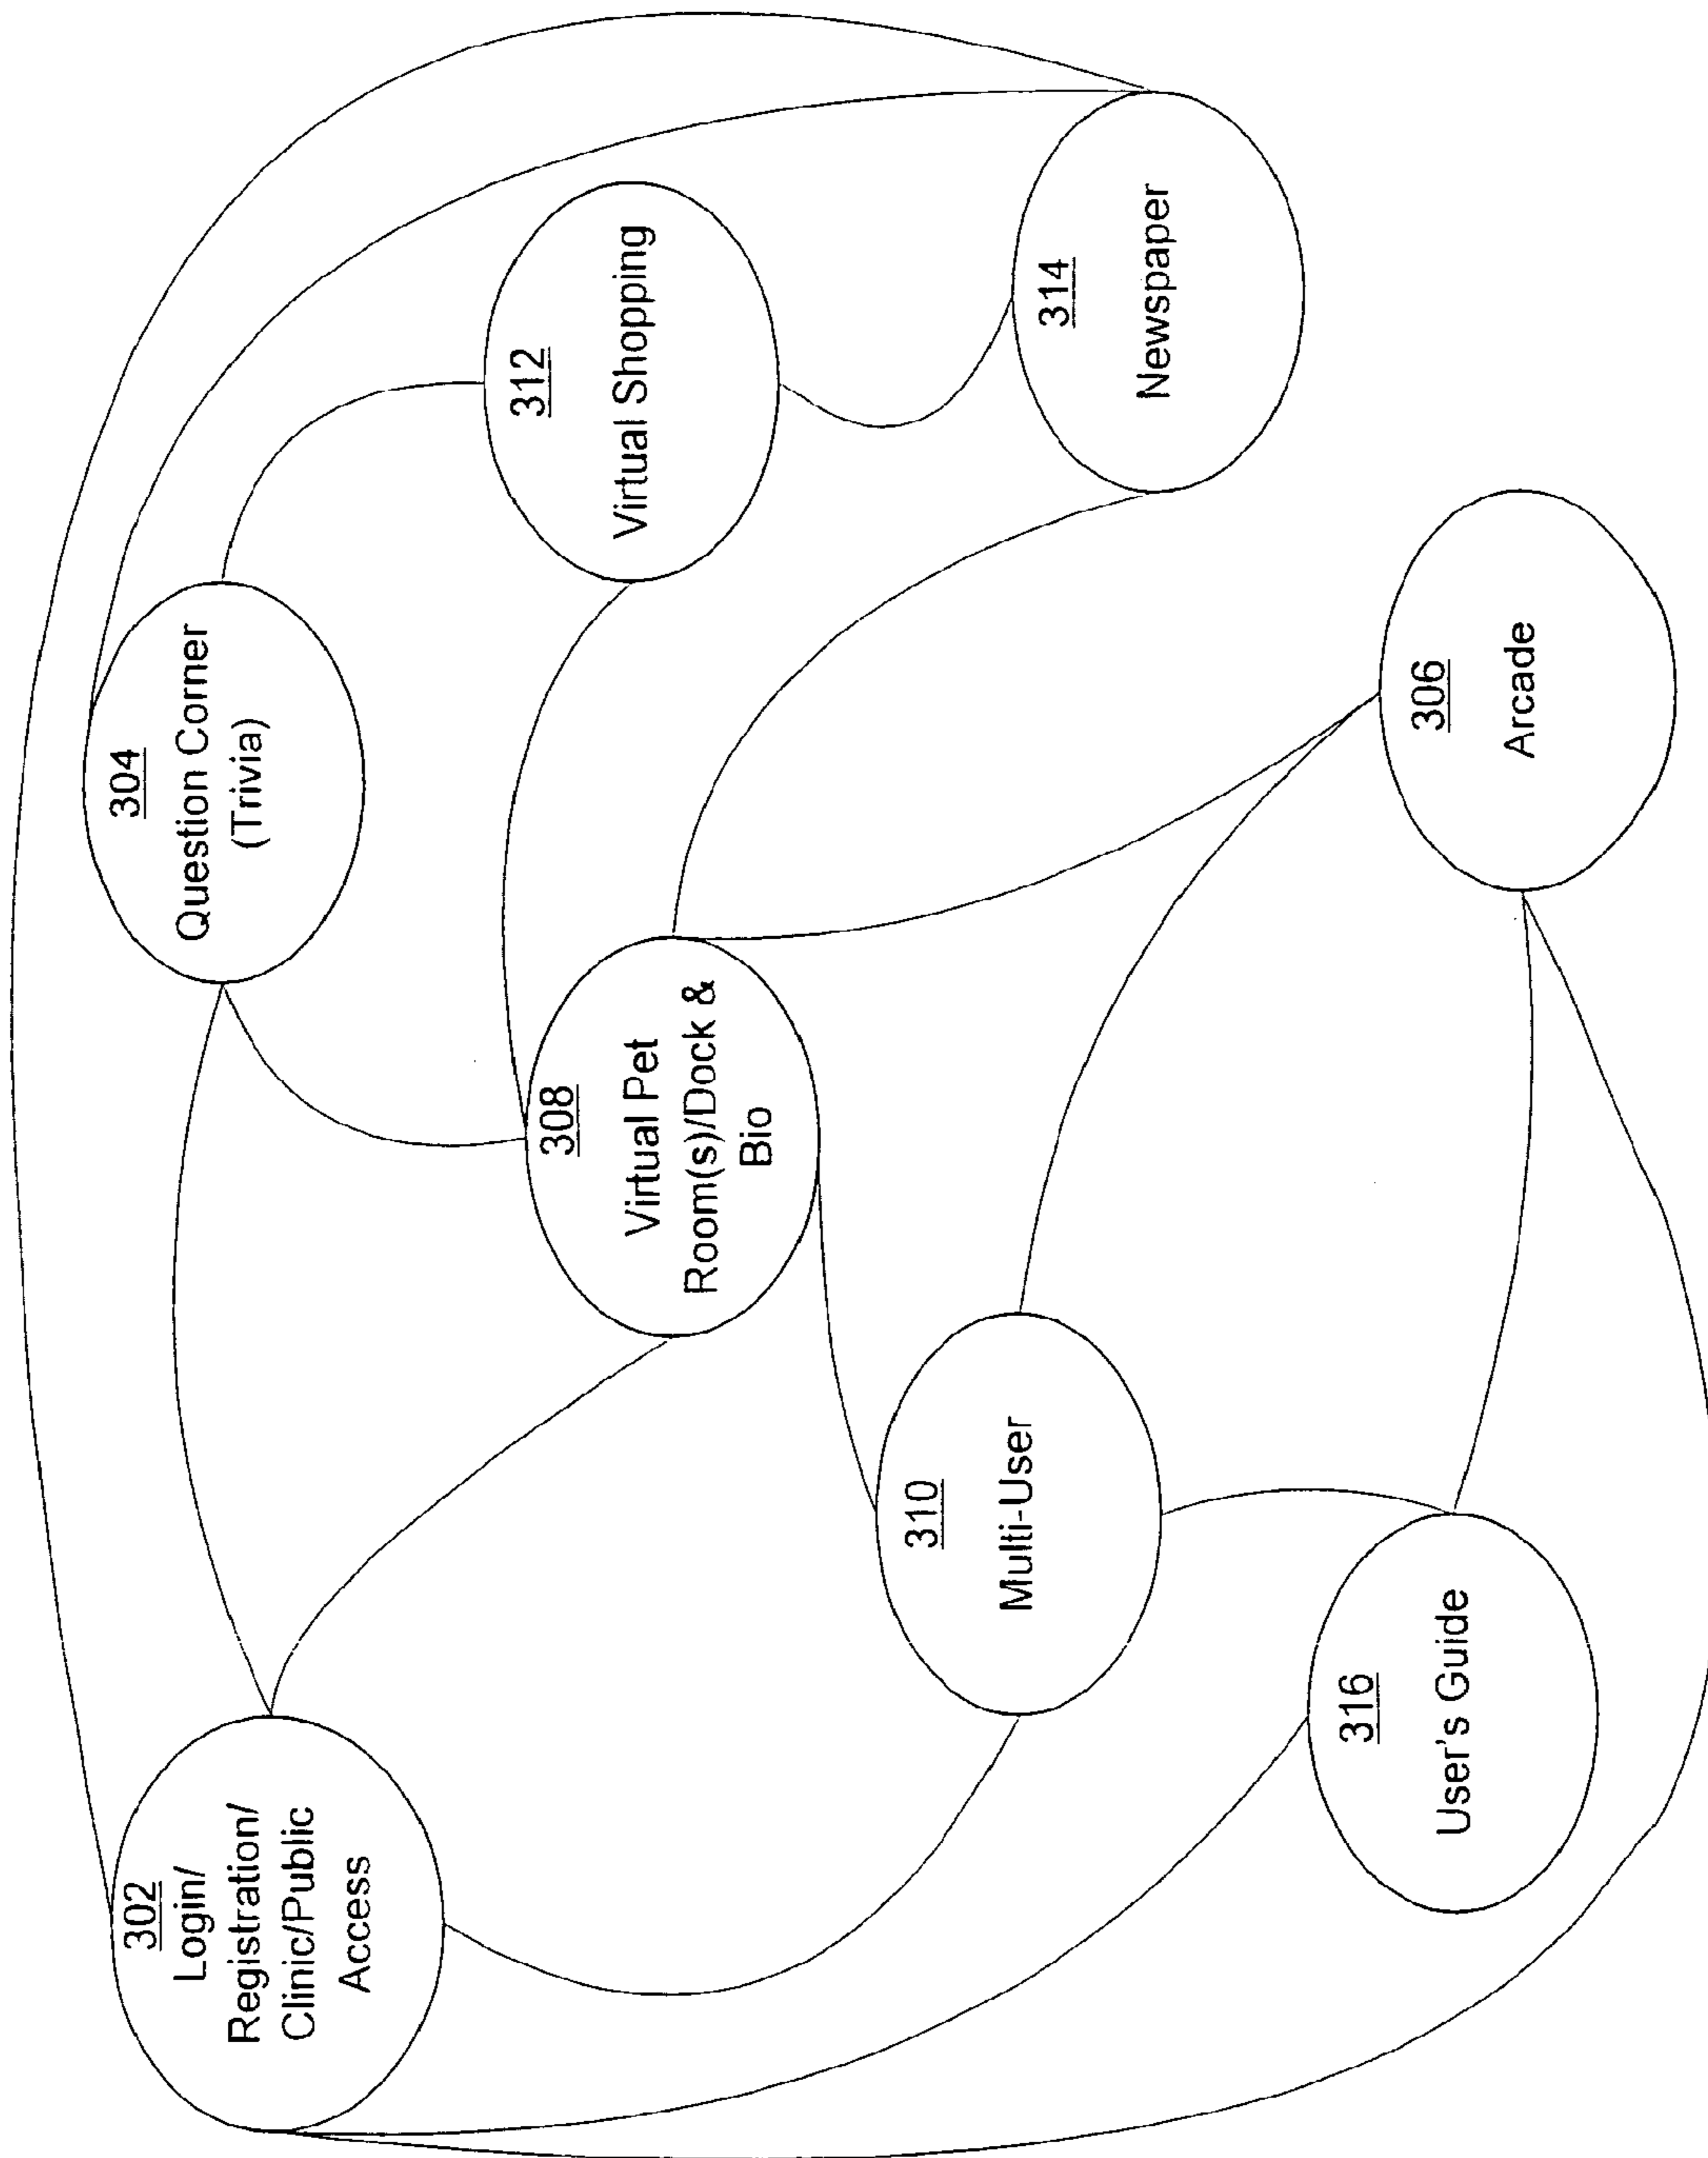 302
Login/
Registration/
Clinic/Public
Access
304
Question Corner
(Trivia)
308
Virtual Pet
Room(s)/Dock &
Bio
312
Virtual Shopping
310
Multi-User
314
Newspaper
316
User's Guide
306
Arcade